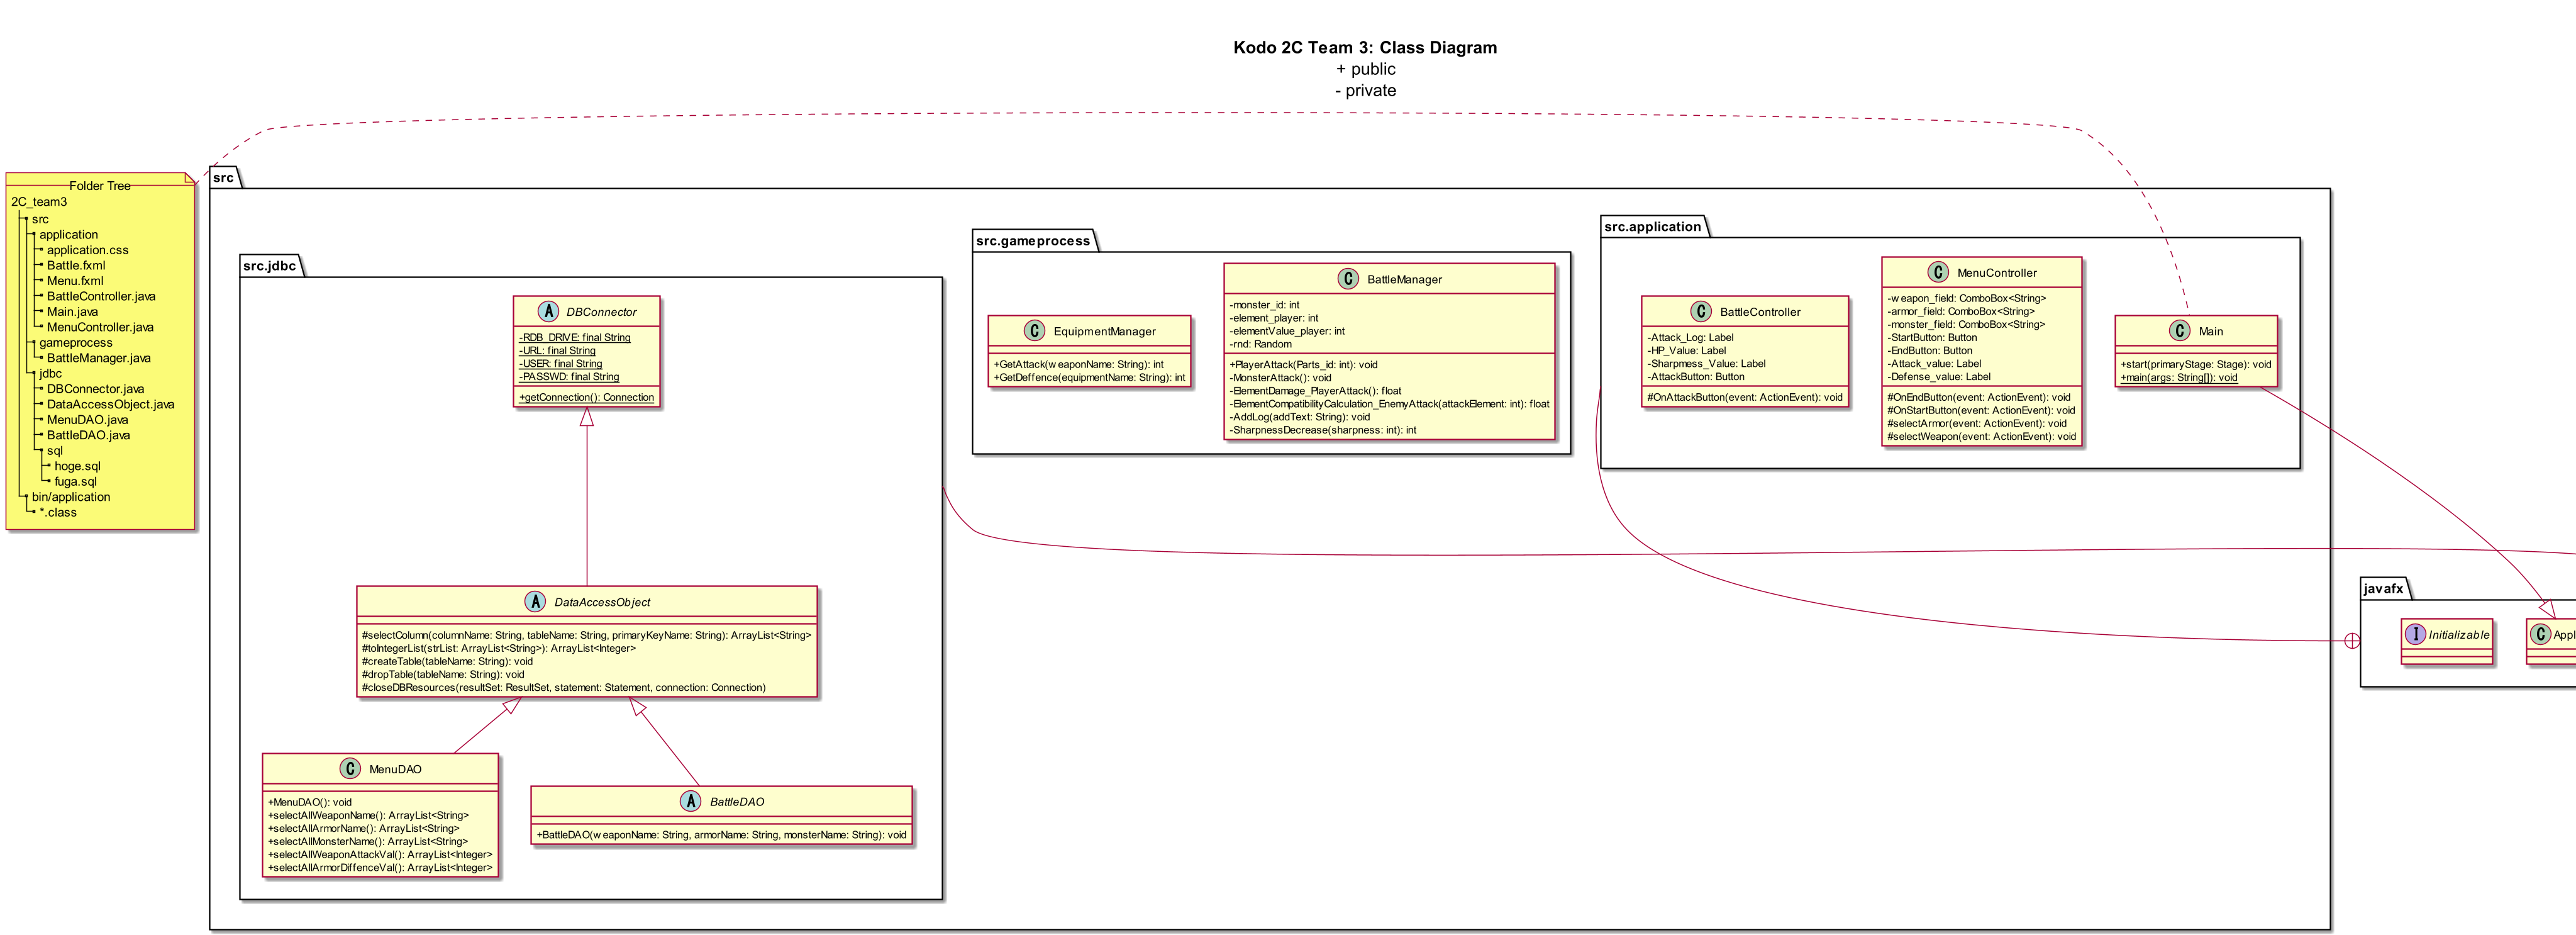 Kodo 2C Team 3: Class Diagram
+ public
- private
Folder Tree
2C_team3
src
application
application.css
Battle.fxml
Menu.fxml
BattleController.java
Main.java
MenuController.java
gameprocess
BattleManager.java
jdbc
DBConnector.java
DataAccessObject.java
MenuDAO.java
BattleDAO.java
sql
hoge.sql
fuga.sql
bin/application
*.class
src
src.jdbc
A DBConnector
-RDB_DRIVE: final String
-URL: final String
-USER: final String
-PASSWD: final String
+getConnection(): Connection
A DataAccessObject
#selectColumn(columnName: String, tableName: String, primaryKeyName: String): ArrayList<String>
#toIntegerList(strList: ArrayList<String>): ArrayList<Integer>
#createTable(tableName: String): void
#dropTable(tableName: String): void
#closeDBResources(resultSet: ResultSet, statement: Statement, connection: Connection)
C MenuDAO
+MenuDAO(): void
+selectAllWeaponName(): ArrayList<String>
+selectAllArmorName(): ArrayList<String>
+selectAllMonsterName(): ArrayList<String>
+selectAllWeaponAttackVal(): ArrayList<Integer>
+selectAllArmorDiffenceVal(): ArrayList<Integer>
A BattleDAO
+BattleDAO(weaponName: String, armorName: String, monsterName: String): void
src.gameprocess
C EquipmentManager
+GetAttack(weaponName: String): int
+GetDeffence(equipmentName: String): int
C BattleManager
-monster_id: int
-element_player: int
-elementValue_player: int
-rnd: Random
+PlayerAttack(Parts_id: int): void
-MonsterAttack(): void
-ElementDamage_PlayerAttack(): float
-ElementCompatibilityCalculation_EnemyAttack(attackElement: int): float
-AddLog(addText: String): void
-SharpnessDecrease(sharpness: int): int
src.application
C BattleController
-Attack_Log: Label
-HP_Value: Label
-Sharpmess_Value: Label
-AttackButton: Button
#OnAttackButton(event: ActionEvent): void
C MenuController
-weapon_field: ComboBox<String>
-armor_field: ComboBox<String>
-monster_field: ComboBox<String>
-StartButton: Button
-EndButton: Button
-Attack_value: Label
-Defense_value: Label
#OnEndButton(event: ActionEvent): void
#OnStartButton(event: ActionEvent): void
#selectArmor(event: ActionEvent): void
#selectWeapon(event: ActionEvent): void
C Main
+start(primaryStage: Stage): void
+main(args: String[]): void
javafx
I Initializable
C Appl